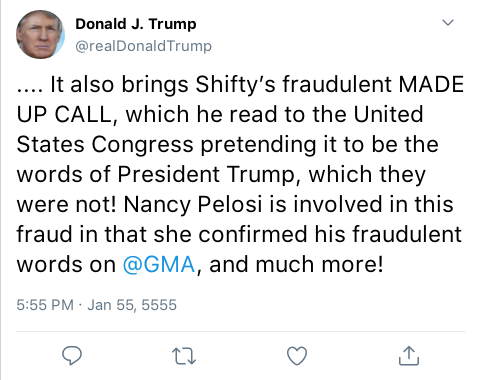 Donald J. Trump
@realDonaldTrump
.... It also brings Shifty’s fraudulent MADE
UP CALL, which he read to the United
States Congress pretending it to be the
words of President Trump, which they
were not! Nancy Pelosi is involved in this
fraud in that she confirmed his fraudulent
words on @GMA, and much more!
5:55 PM · Jan 55, 5555